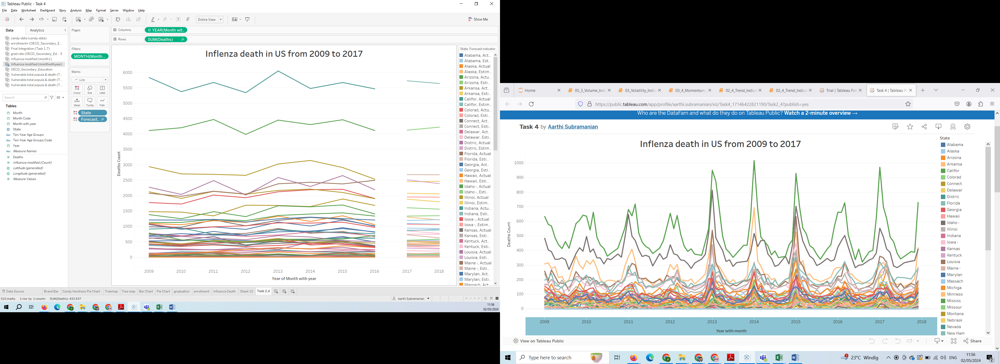 Tableau Public - Task 4
File Data Worksheet Dashboard Story Analysis Map Format Server Window Help
Entire View
Show Me
Data Analytics
candy-data (candy-data)
enrollment+ (OECD_Secondary_E...
Final Integration (Task 1.7)
grad rate (OECD_Secondary_Ed... !
Influenza modified (month1)
Influenza modified (monthwithyear)
OECD_Secondary_Education
Vulnerable,total popula & death (T...
Vulnerable,total popula & death (T...
Vulnerable,total popula & death (T...
Search
Tables
Month
Month Code
Month with year
State
Abc Ten-Year Age Groups
Abc Ten-Year Age Groups Code
Year
Abc Measure Names
Deaths
Influenza modified (Count)
Latitude (generated)
Longitude (generated)
Measure Values
Pages
Filters
MONTH(Month ..
Marks
Line
Colour Size Label
Detail Tooltip Path
State
Forecast..
Columns YEAR(Month wit..
Rows SUM(Deaths)
Inflenza death in US from 2009 to 2017
Deaths Count
6000
5500
5000
4500
4000
3500
3000
2500
2000
1500
1000
500
0
2009 2010 2011 2012 2013 2014 2015 2016 2017 2018
Year of Month with year
State, Forecast indicator
Alabama, Act..
Alabama, Est..
Alaska, Actual
Alaska, Estim..
Arizona, Actu..
Arizona, Esti..
Arkansa, Act..
Arkansa, Esti..
Califor, Actual
Califor, Estim..
Colorad, Actu..
Colorad, Esti..
Connect, Act..
Connect, Esti..
Delawar, Act..
Delawar, Esti..
Distric, Actual
Distric, Estim..
Florida, Actual
Florida, Esti..
Georgia, Act..
Georgia, Esti..
Hawaii, Actual
Hawaii, Esti..
Idaho -, Actual
Idaho -, Esti..
Illinoi, Actual
Illinoi, Estim..
Indiana, Actu..
Indiana, Esti..
Iowa -, Actual
Iowa -, Estim..
Kansas, Actual
Kansas, Esti..
Kentuck, Act..
Kentuck, Esti..
Louisia, Actual
Louisia, Esti..
Maine -, Actual
Maine -, Esti..
Marylan, Act..
Marylan, Esti..
Massach, Act..
Data Source Brand Bar Candy Hardness Pie Chart Treemap Tree map Bar Chart Pie Chart graduation enrollment Influenza Death Sheet 10 Task 2.4
510 marks 1 row by 1 column SUM(Deaths): 433,547
Aarthi Subramanian
11:56
02/05/2024
Home 05_3_Volume_Indic 03_Volatility_Indica 03_4_Momentum_ 02_4_Trend_Indica 02_4_Trend_Indica Trial | Tableau Pub Task 4 | Tableau P
https://public.tableau.com/app/profile/aarthi.subramanian/viz/Task4_17146422821190/Task2_4?publish=yes
Who are the DataFam and what do they do on Tableau Public? Watch a 2-minute overview →
Task 4 by Aarthi Subramanian
Inflenza death in US from 2009 to 2017
Deaths Count
1000
900
800
700
600
500
400
300
200
100
0
2009 2010 2011 2012 2013 2014 2015 2016 2017 2018
Year with month
State
Alabama
Alaska
Arizona
Arkansa
Califor
Colorad
Connect
Delawar
Distric
Florida
Georgia
Hawaii
Idaho -
Illinoi
Indiana
Iowa -
Kansas
Kentuck
Louisia
Maine -
Marylan
Massach
Michiga
Minneso
Mississ
Missour
Montana
Nebrask
Nevada
New Ham
View on Tableau Public
Share
Type here to search
23°C Windig
ENG
11:56
02/05/2024
2